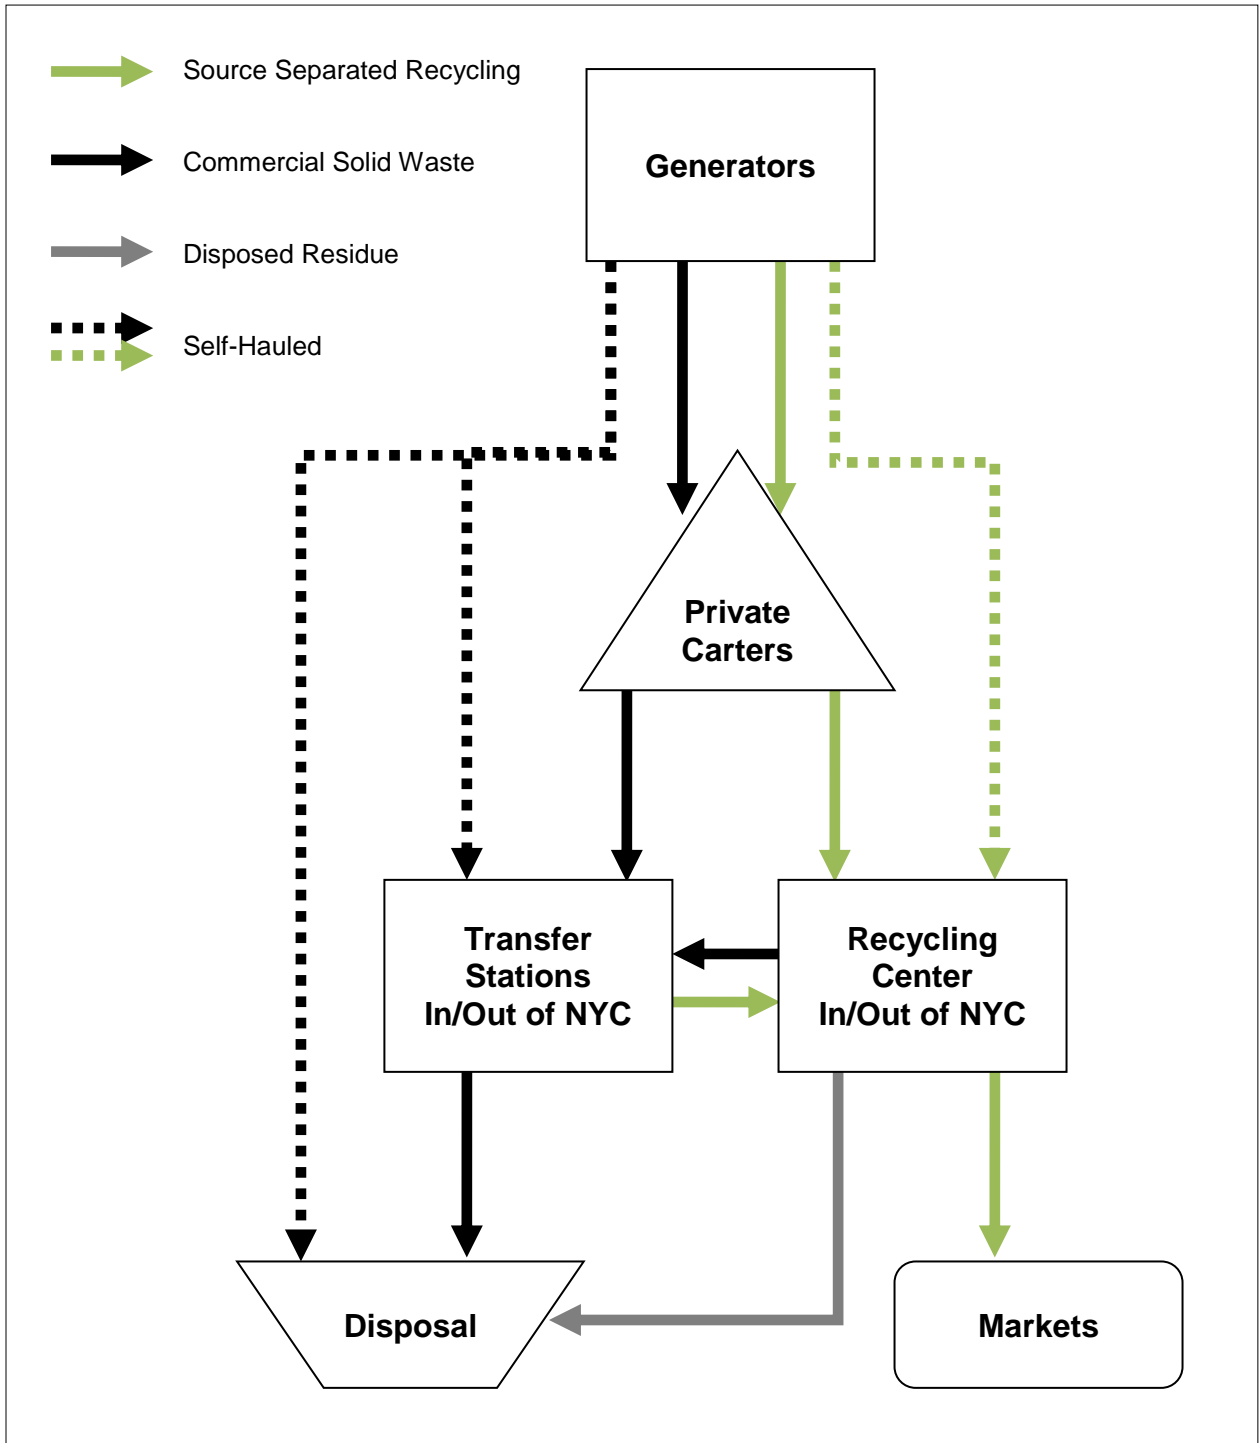 Source Separated Recycling
Commercial Solid Waste
Disposed Residue
Self-Hauled
Generators
Private
Carters
Transfer
Stations
In/Out of NYC
Recycling
Center
In/Out of NYC
Disposal
Markets